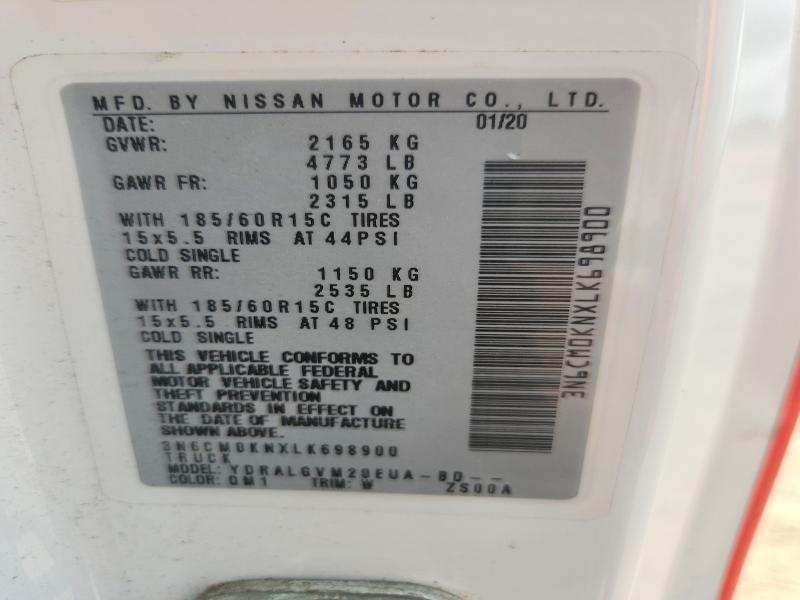 MFD. BY NISSAN MOTOR CO., LTD.
DATE: 01/20
GVWR: 2165 KG
4773 LB
GAWR FR: 1050 KG
2315 LB
WITH 185/60R15C TIRES
15x5.5 RIMS AT 44PSI
COLD SINGLE
GAWR RR: 1150 KG
2535 LB
WITH 185/60R15C TIRES
15x5.5 RIMS AT 48 PSI
COLD SINGLE
THIS VEHICLE CONFORMS TO
ALL APPLICABLE FEDERAL
MOTOR VEHICLE SAFETY AND
THEFT PREVENTION
STANDARDS IN EFFECT ON
THE DATE OF MANUFACTURE
SHOWN ABOVE.
3N6CM0KNXLK698900
TRUCK
MODEL: YDRALGVM20EUA-BD--
COLOR: QM1 TRIM: W ZS00A
3N6CM0KNXLK698900